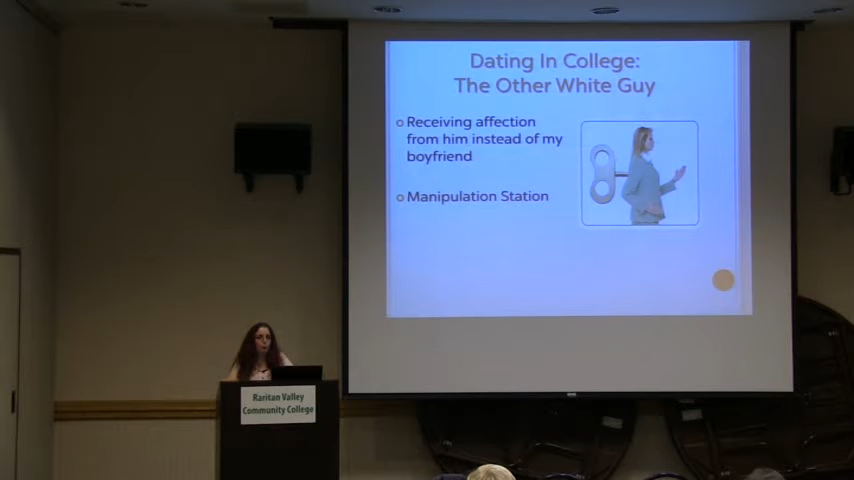 Dating In College:
The Other White Guy
Receiving affection
from him instead of my
boyfriend
Manipulation Station
Raritan Valley
Community College